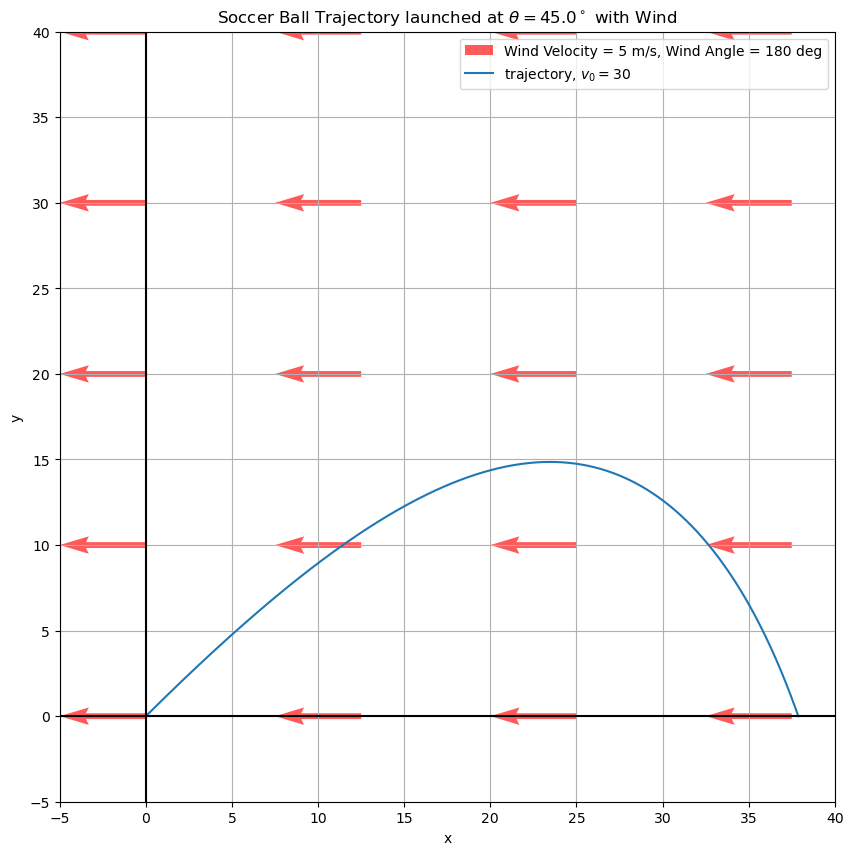 Soccer Ball Trajectory launched at θ = 45.0° with Wind
Wind Velocity = 5 m/s, Wind Angle = 180 deg
trajectory, v₀ = 30
y
40
35
30
25
20
15
10
5
0
−5
−5 0 5 10 15 20 25 30 35 40
x